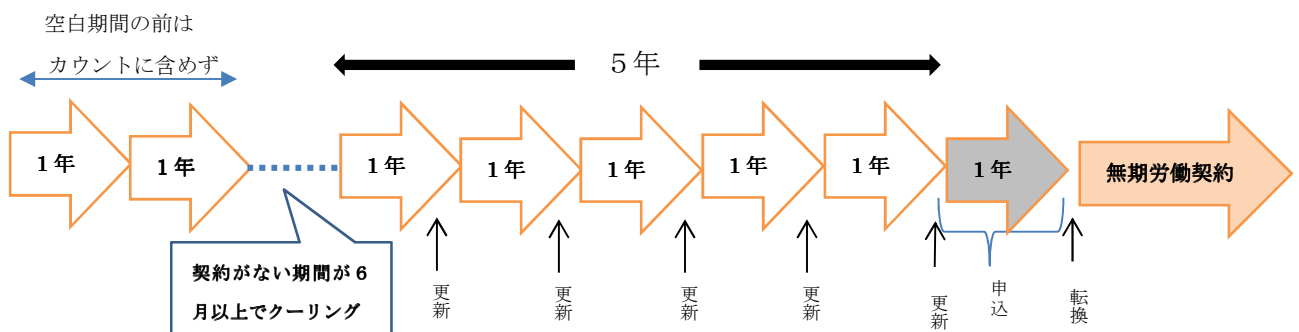 空白期間の前は
カウントに含めず
５年
１年
１年
１年
１年
１年
１年
１年
１年
無期労働契約
契約がない期間が６
月以上でクーリング
更新
更新
更新
更新
更新
申込
転換